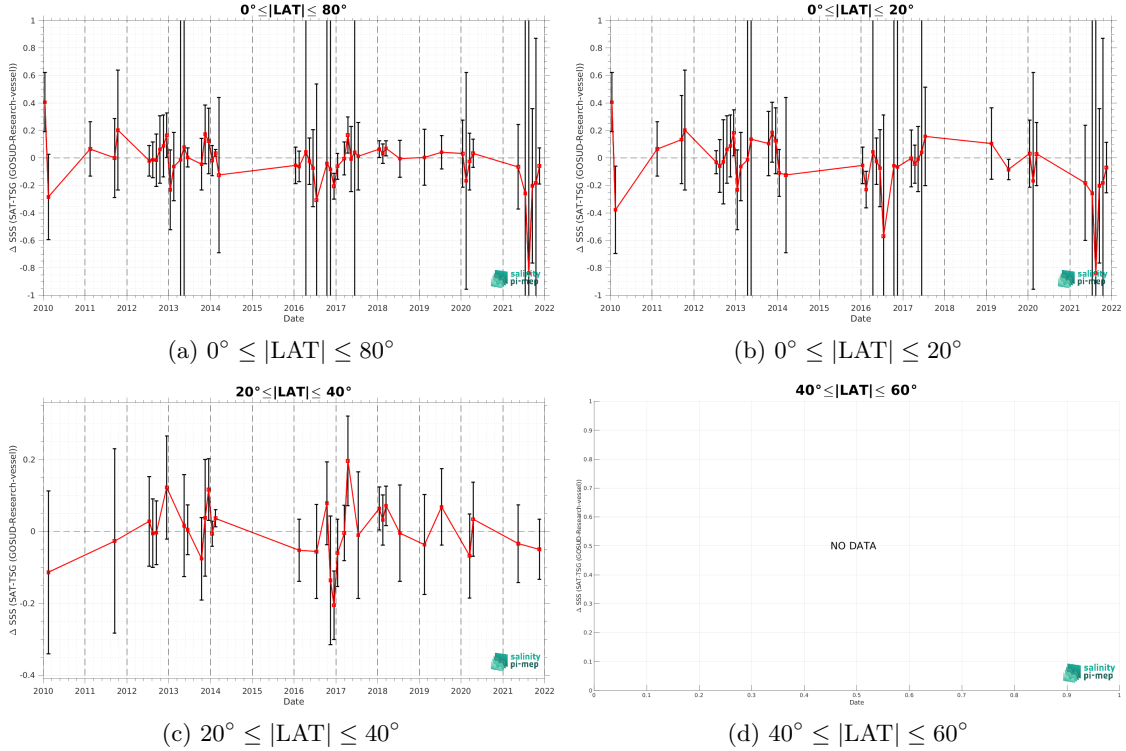 0°≤|LAT|≤ 80°
Δ SSS (SAT-TSG (GOSUD-Research-vessel))
1
0.8
0.6
0.4
0.2
0
-0.2
-0.4
-0.6
-0.8
-1
2010 2011 2012 2013 2014 2015 2016 2017 2018 2019 2020 2021 2022
Date
salinity
pi-mep
(a) 0° ≤ |LAT| ≤ 80°
0°≤|LAT|≤ 20°
Δ SSS (SAT-TSG (GOSUD-Research-vessel))
1
0.8
0.6
0.4
0.2
0
-0.2
-0.4
-0.6
-0.8
-1
2010 2011 2012 2013 2014 2015 2016 2017 2018 2019 2020 2021 2022
Date
salinity
pi-mep
(b) 0° ≤ |LAT| ≤ 20°
20°≤|LAT|≤ 40°
Δ SSS (SAT-TSG (GOSUD-Research-vessel))
0.2
0
-0.2
-0.4
2010 2011 2012 2013 2014 2015 2016 2017 2018 2019 2020 2021 2022
Date
salinity
pi-mep
(c) 20° ≤ |LAT| ≤ 40°
40°≤|LAT|≤ 60°
Δ SSS (SAT-TSG (GOSUD-Research-vessel))
1
0.9
0.8
0.7
0.6
0.5
0.4
0.3
0.2
0.1
0
NO DATA
0 0.1 0.2 0.3 0.4 0.5 0.6 0.7 0.8 0.9 1
Date
salinity
pi-mep
(d) 40° ≤ |LAT| ≤ 60°